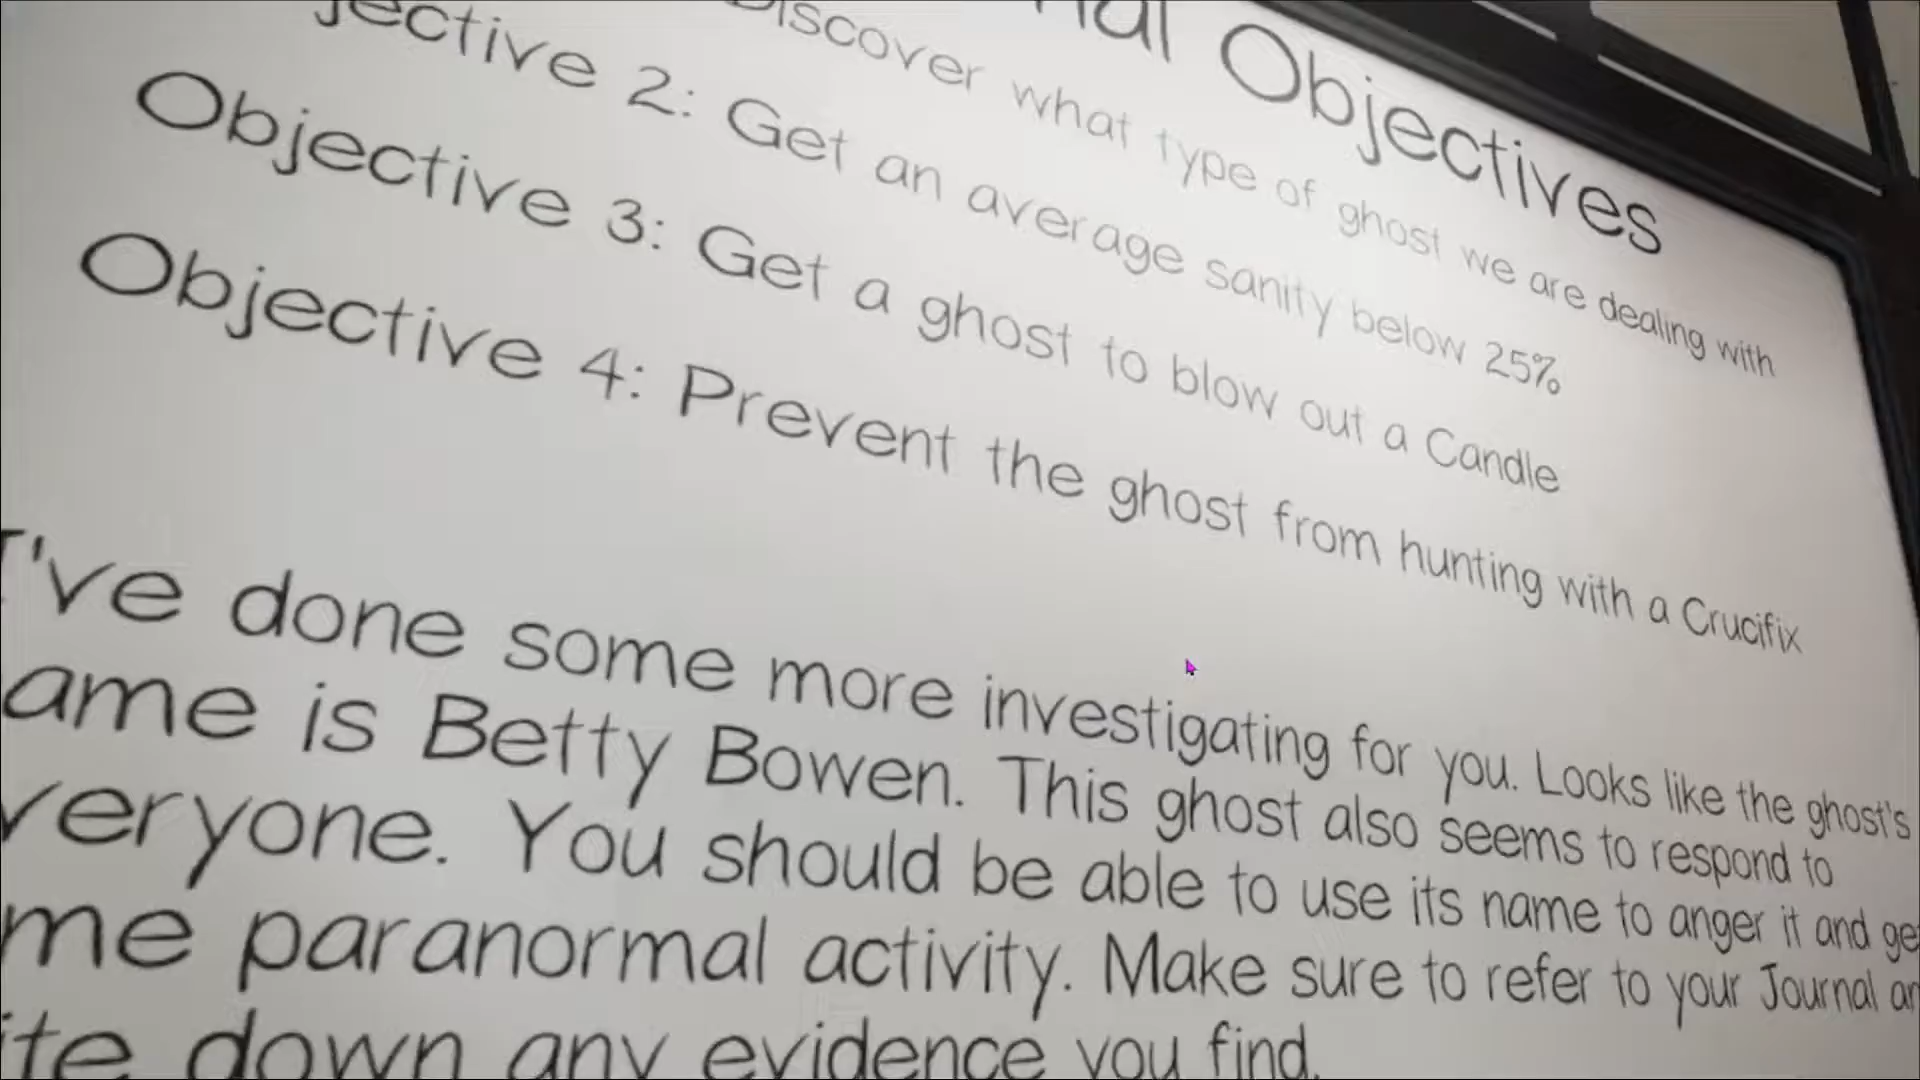 Objectives
Discover what type of ghost we are dealing with
jective 2: Get an average sanity below 25%
Objective 3: Get a ghost to blow out a Candle
Objective 4: Prevent the ghost from hunting with a Crucifix
I've done some more investigating for you. Looks like the ghost's
ame is Betty Bowen. This ghost also seems to respond to
veryone. You should be able to use its name to anger it and ge
me paranormal activity. Make sure to refer to your Journal an
ite down any evidence you find.